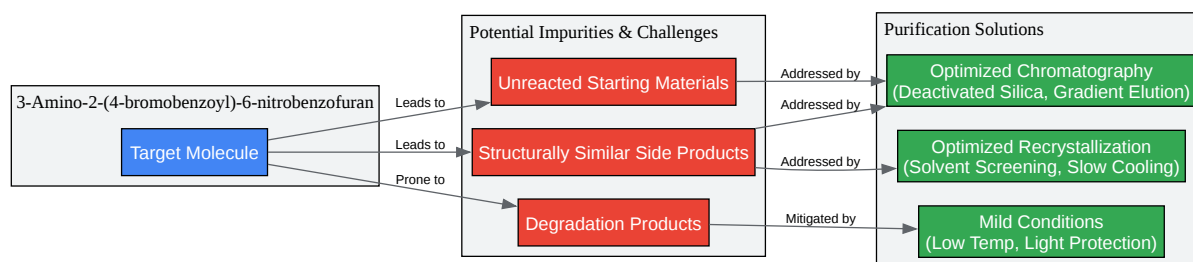 3-Amino-2-(4-bromobenzoyl)-6-nitrobenzofuran
Target Molecule
Leads to
Leads to
Prone to
Potential Impurities & Challenges
Unreacted Starting Materials
Structurally Similar Side Products
Degradation Products
Addressed by
Addressed by
Addressed by
Mitigated by
Purification Solutions
Optimized Chromatography
(Deactivated Silica, Gradient Elution)
Optimized Recrystallization
(Solvent Screening, Slow Cooling)
Mild Conditions
(Low Temp, Light Protection)